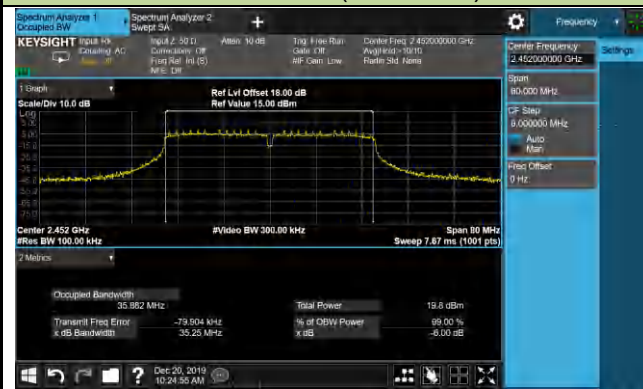 Spectrum Analyzer 1
Occupied BW
Spectrum Analyzer 2
Swept SA
+
Frequency
KEYSIGHT
Input: RF
Coupling: AC
Input Z: 50 Ω
Corrections: Off
Freq Ref: Int (S)
NFE: Off
Atten: 10 dB
Trig: Free Run
Gate: Off
#IF Gain: Low
Center Freq: 2.452000000 GHz
Avg|Hold:>10/10
Radio Std: None
Center Frequency
2.452000000 GHz
Settings
Span
80.000 MHz
CF Step
8.000000 MHz
Auto
Man
Freq Offset
0 Hz
1 Graph
Scale/Div 10.0 dB
Ref Lvl Offset 18.00 dB
Ref Value 15.00 dBm
Log
Center 2.452 GHz
#Res BW 100.00 kHz
#Video BW 300.00 kHz
Span 80 MHz
Sweep 7.67 ms (1001 pts)
2 Metrics
Occupied Bandwidth
35.882 MHz
Total Power
19.8 dBm
Transmit Freq Error
-79.904 kHz
% of OBW Power
99.00 %
x dB Bandwidth
35.25 MHz
x dB
-6.00 dB
?
Dec 20, 2019
10:24:55 AM